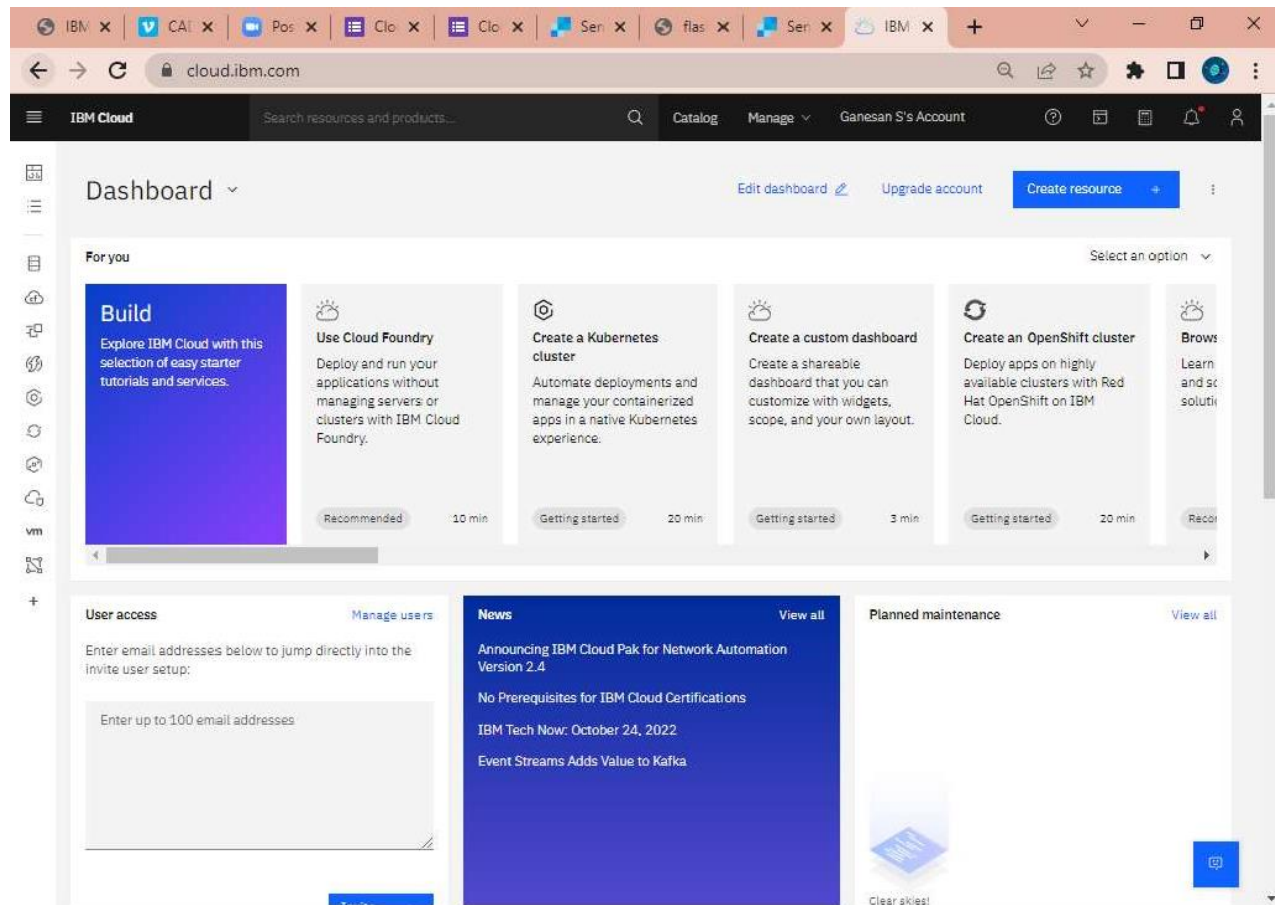 IBM
CAI
Pos
Clo
Clo
Sen
flas
Sen
IBM
cloud.ibm.com
IBM Cloud
Search resources and products...
Catalog
Manage
Ganesan S's Account
Dashboard
Edit dashboard
Upgrade account
Create resource +
For you
Select an option
Build
Explore IBM Cloud with this
selection of easy starter
tutorials and services.
Use Cloud Foundry
Deploy and run your
applications without
managing servers or
clusters with IBM Cloud
Foundry.
Recommended 10 min
Create a Kubernetes
cluster
Automate deployments and
manage your containerized
apps in a native Kubernetes
experience.
Getting started 20 min
Create a custom dashboard
Create a shareable
dashboard that you can
customize with widgets,
scope, and your own layout.
Getting started 3 min
Create an OpenShift cluster
Deploy apps on highly
available clusters with Red
Hat OpenShift on IBM
Cloud.
Getting started 20 min
Brows
Learn
and so
soluti
Recor
vm
User access
Manage users
Enter email addresses below to jump directly into the
invite user setup:
Enter up to 100 email addresses
News
View all
Announcing IBM Cloud Pak for Network Automation
Version 2.4
No Prerequisites for IBM Cloud Certifications
IBM Tech Now: October 24, 2022
Event Streams Adds Value to Kafka
Planned maintenance
View all
Clear skies!